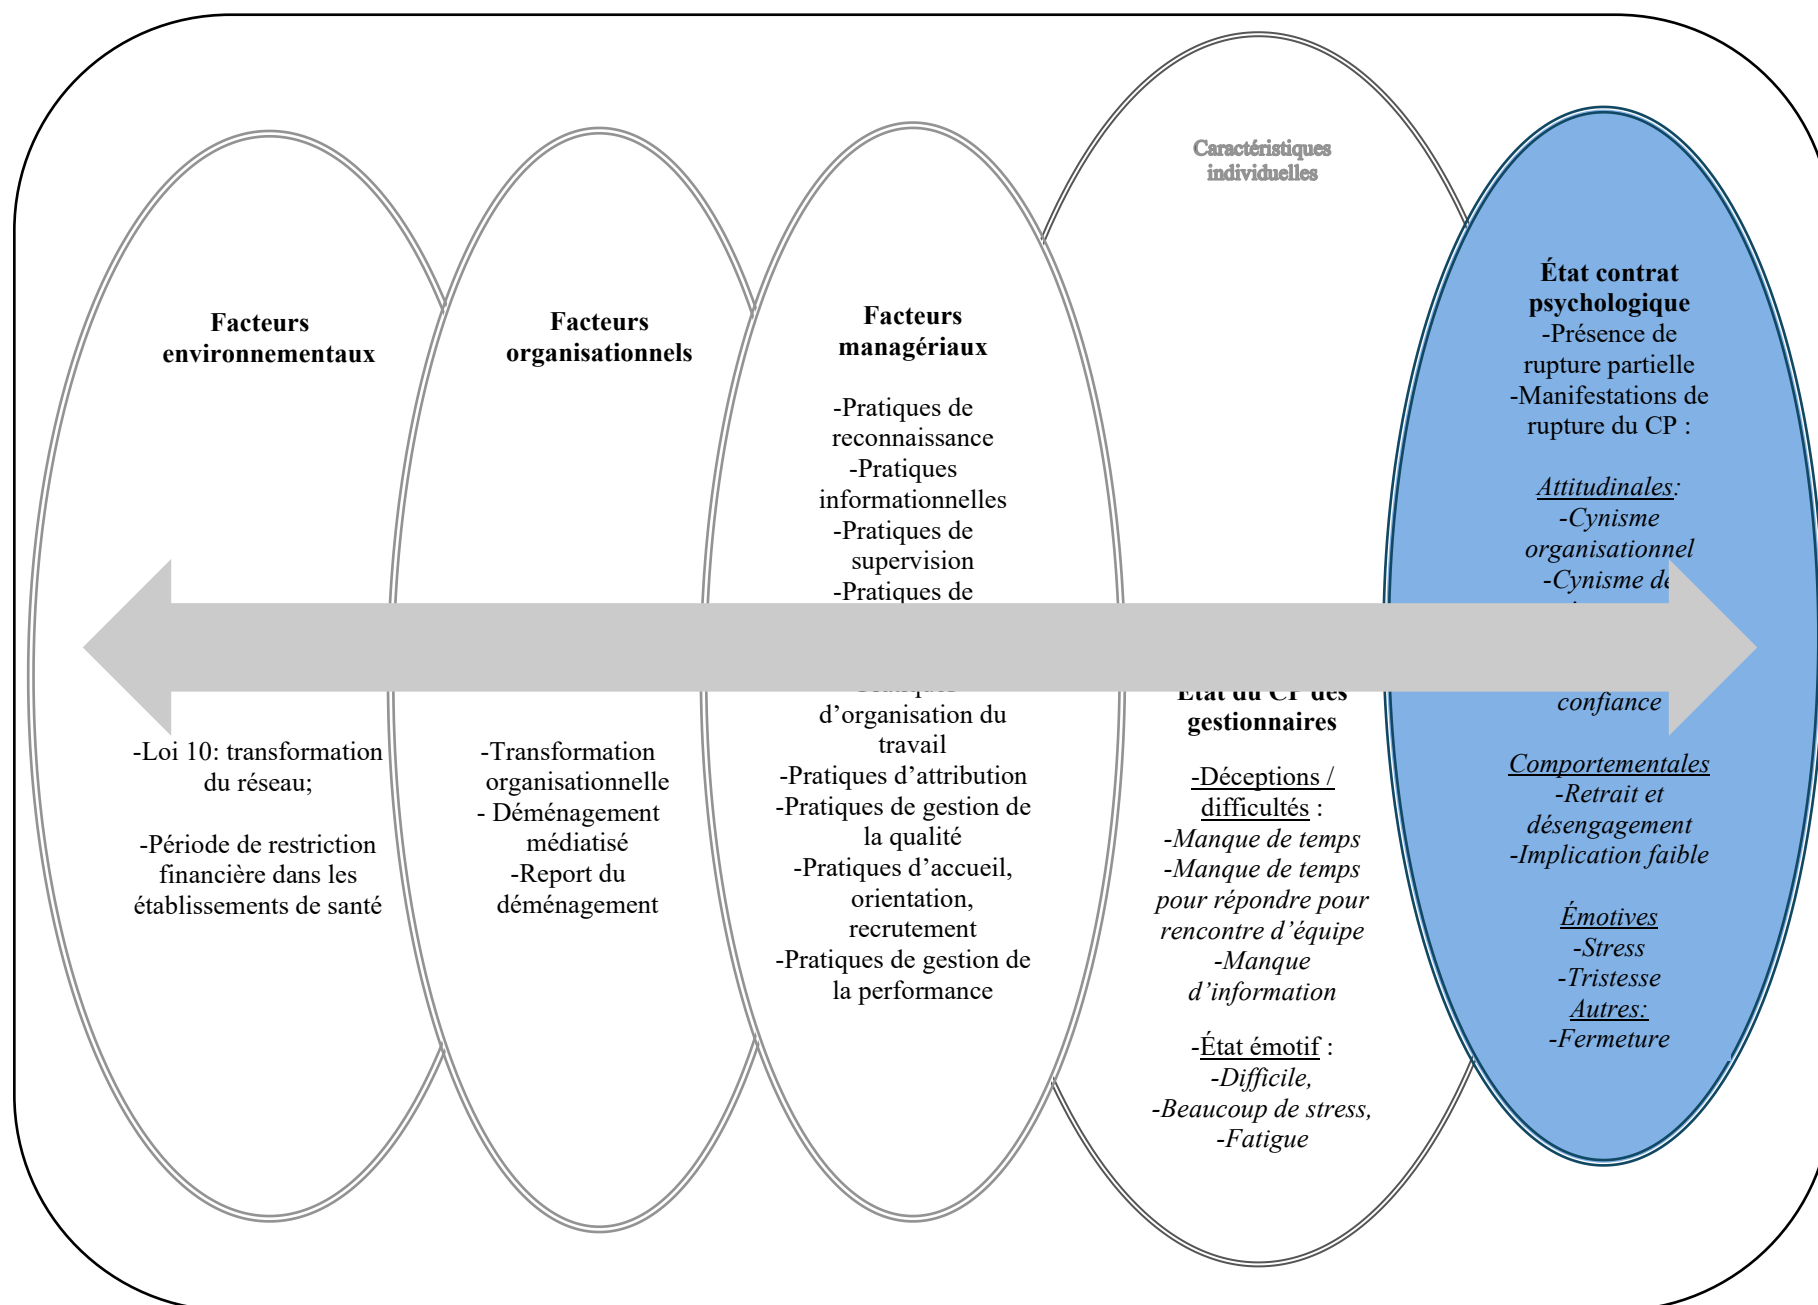 Facteurs
environnementaux
-Loi 10: transformation
du réseau;
-Période de restriction
financière dans les
établissements de santé
Facteurs
organisationnels
-Transformation
organisationnelle
- Déménagement
médiatisé
-Report du
déménagement
Facteurs
managériaux
-Pratiques de
reconnaissance
-Pratiques
informationnelles
-Pratiques de
supervision
-Pratiques de
d’organisation du
travail
-Pratiques d’attribution
-Pratiques de gestion de
la qualité
-Pratiques d’accueil,
orientation,
recrutement
-Pratiques de gestion de
la performance
Caractéristiques
individuelles
État du CP des
gestionnaires
-Déceptions /
difficultés :
-Manque de temps
-Manque de temps
pour répondre pour
rencontre d’équipe
-Manque
d’information
-État émotif :
-Difficile,
-Beaucoup de stress,
-Fatigue
État contrat
psychologique
-Présence de
rupture partielle
-Manifestations de
rupture du CP :
Attitudinales:
-Cynisme
organisationnel
-Cynisme de
confiance
Comportementales
-Retrait et
désengagement
-Implication faible
Émotives
-Stress
-Tristesse
Autres:
-Fermeture